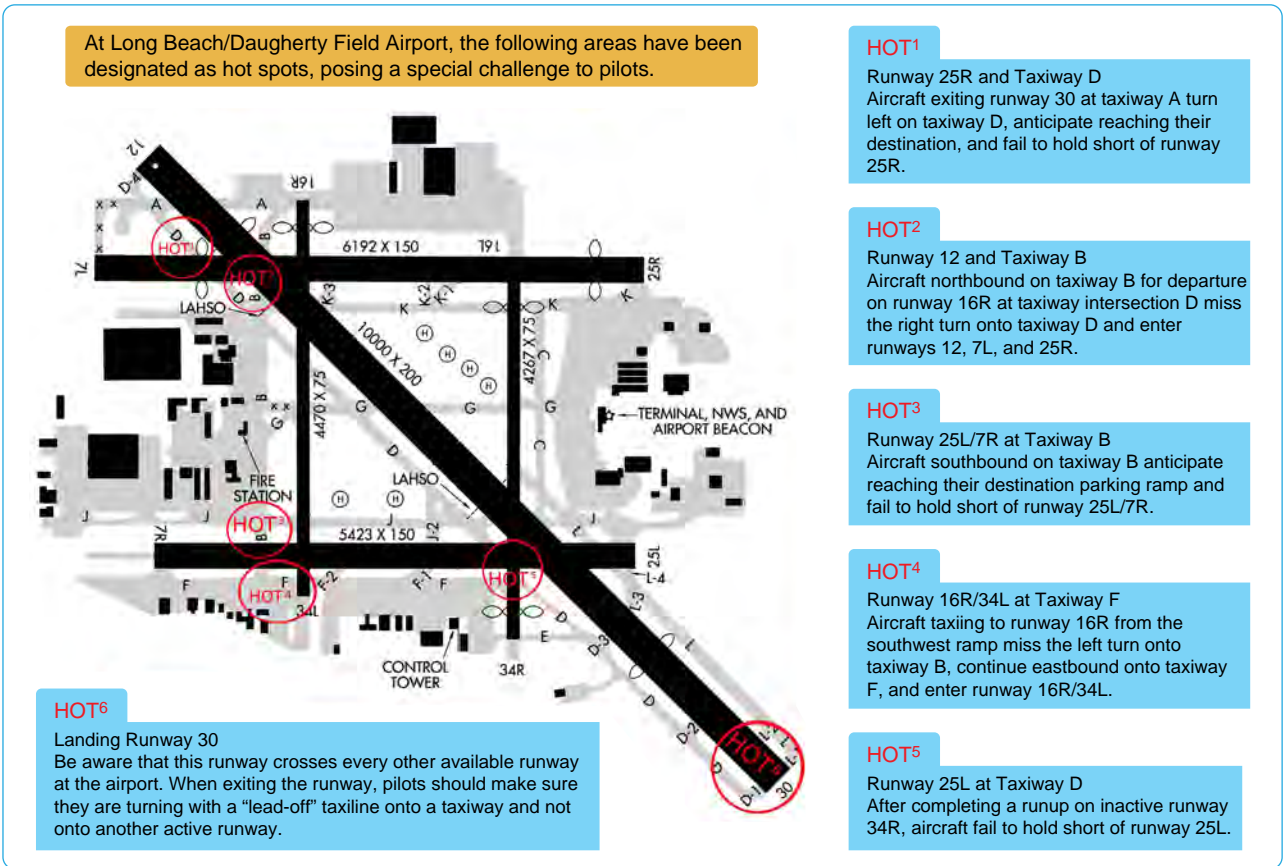 At Long Beach/Daugherty Field Airport, the following areas have been
designated as hot spots, posing a special challenge to pilots.
12
D-4
16R
A
A
D
B
HOT¹
6192 X 150
16L
7L
HOT²
25R
D
B
LAHSO
K-3
K
K-2
K-1
K
K
H
H
H
H
10000 X 200
4267 X 75
C
4470 X 75
B
G
G
G
G
D
C
TERMINAL, NWS, AND
AIRPORT BEACON
FIRE
STATION
LAHSO
H
H
J
J
J
J
J-2
7R
HOT³
B
5423 X 150
25L
L-4
F
F
HOT⁴
F-2
F-1
F
HOT⁵
34L
L-3
L
D
E
D-3
CONTROL
TOWER
34R
D
D-2
D
D-1
HOT⁶
30
HOT⁶
Landing Runway 30
Be aware that this runway crosses every other available runway
at the airport. When exiting the runway, pilots should make sure
they are turning with a “lead-off” taxiline onto a taxiway and not
onto another active runway.
HOT¹
Runway 25R and Taxiway D
Aircraft exiting runway 30 at taxiway A turn
left on taxiway D, anticipate reaching their
destination, and fail to hold short of runway
25R.
HOT²
Runway 12 and Taxiway B
Aircraft northbound on taxiway B for departure
on runway 16R at taxiway intersection D miss
the right turn onto taxiway D and enter
runways 12, 7L, and 25R.
HOT³
Runway 25L/7R at Taxiway B
Aircraft southbound on taxiway B anticipate
reaching their destination parking ramp and
fail to hold short of runway 25L/7R.
HOT⁴
Runway 16R/34L at Taxiway F
Aircraft taxiing to runway 16R from the
southwest ramp miss the left turn onto
taxiway B, continue eastbound onto taxiway
F, and enter runway 16R/34L.
HOT⁵
Runway 25L at Taxiway D
After completing a runup on inactive runway
34R, aircraft fail to hold short of runway 25L.